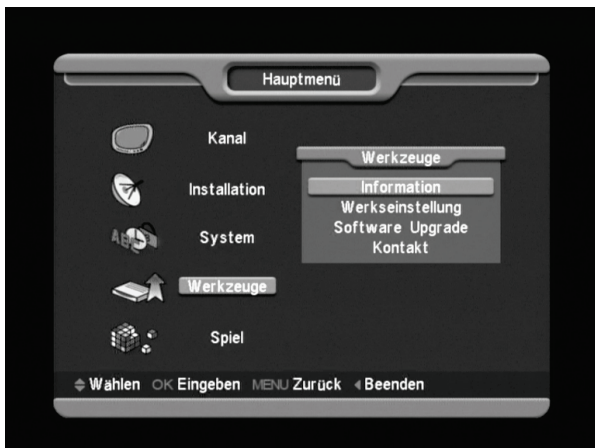 Hauptmenü
Kanal
Installation
System
Werkzeuge
Spiel
Werkzeuge
Information
Werkseinstellung
Software Upgrade
Kontakt
Wählen OK Eingeben MENU Zurück Beenden